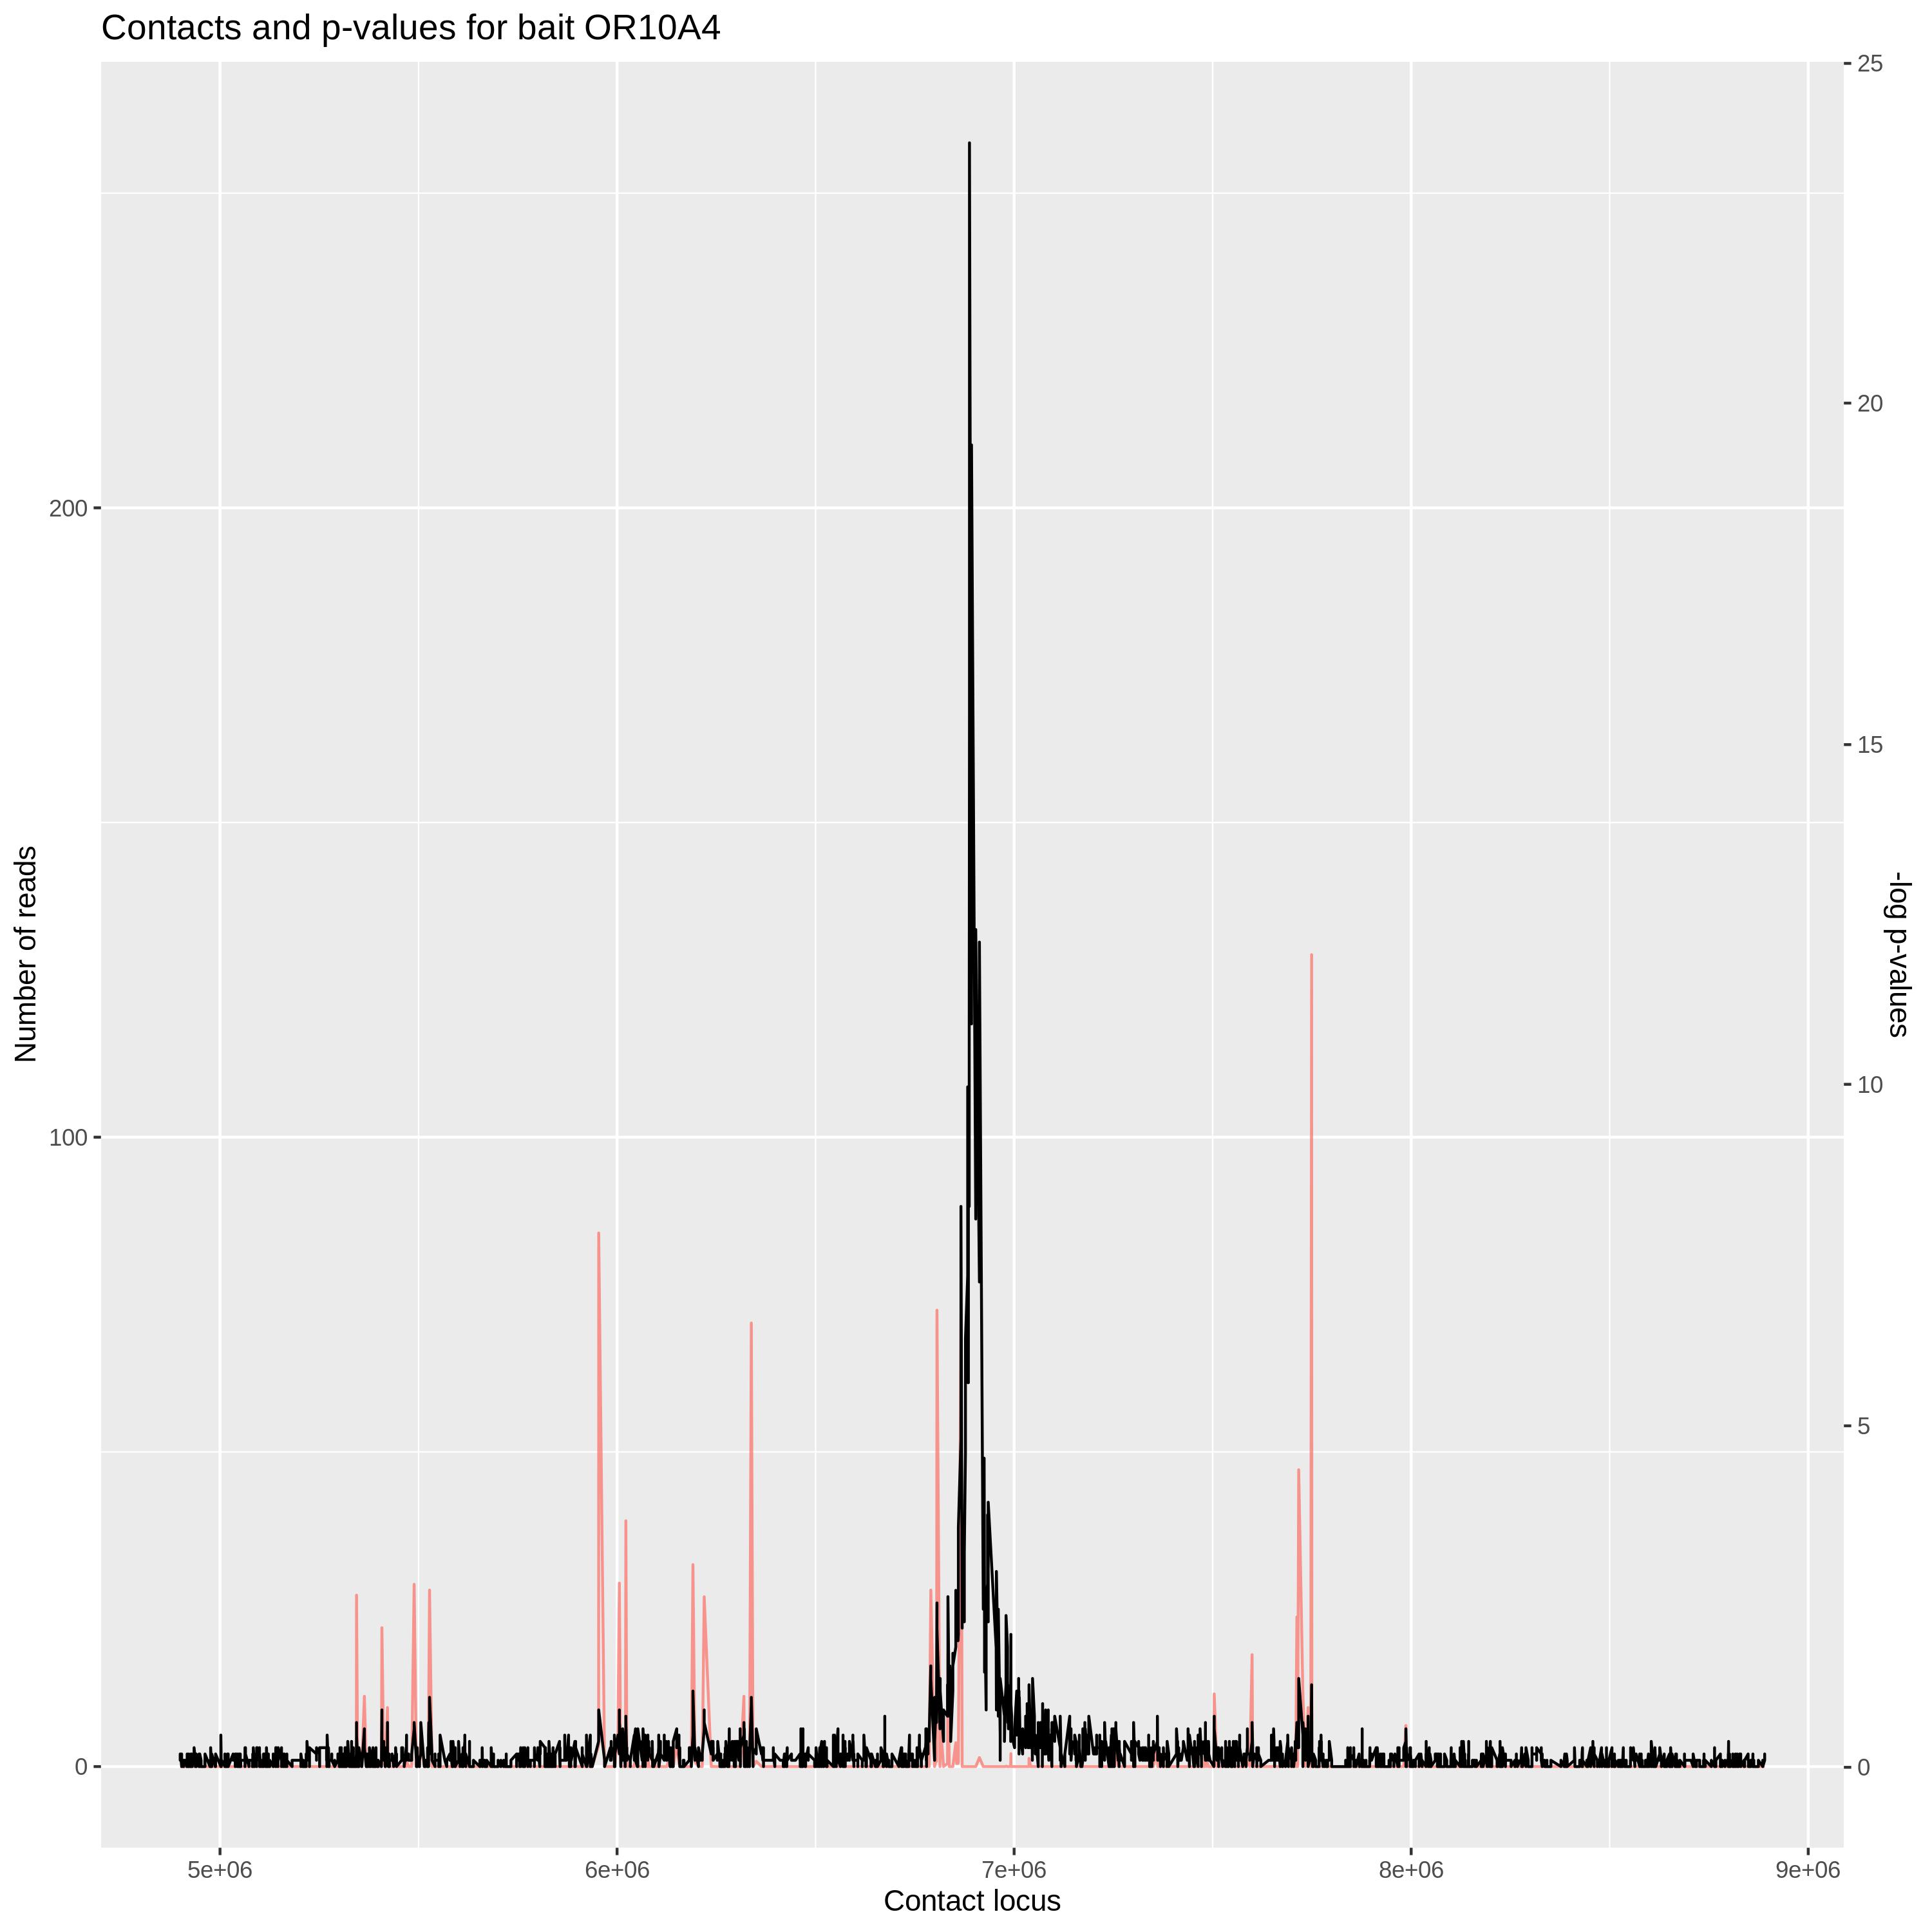 Contacts and p-values for bait OR10A4
25
20
200
15
Number of reads
-log p-values
10
100
5
0
0
5e+06
6e+06
7e+06
8e+06
9e+06
Contact locus